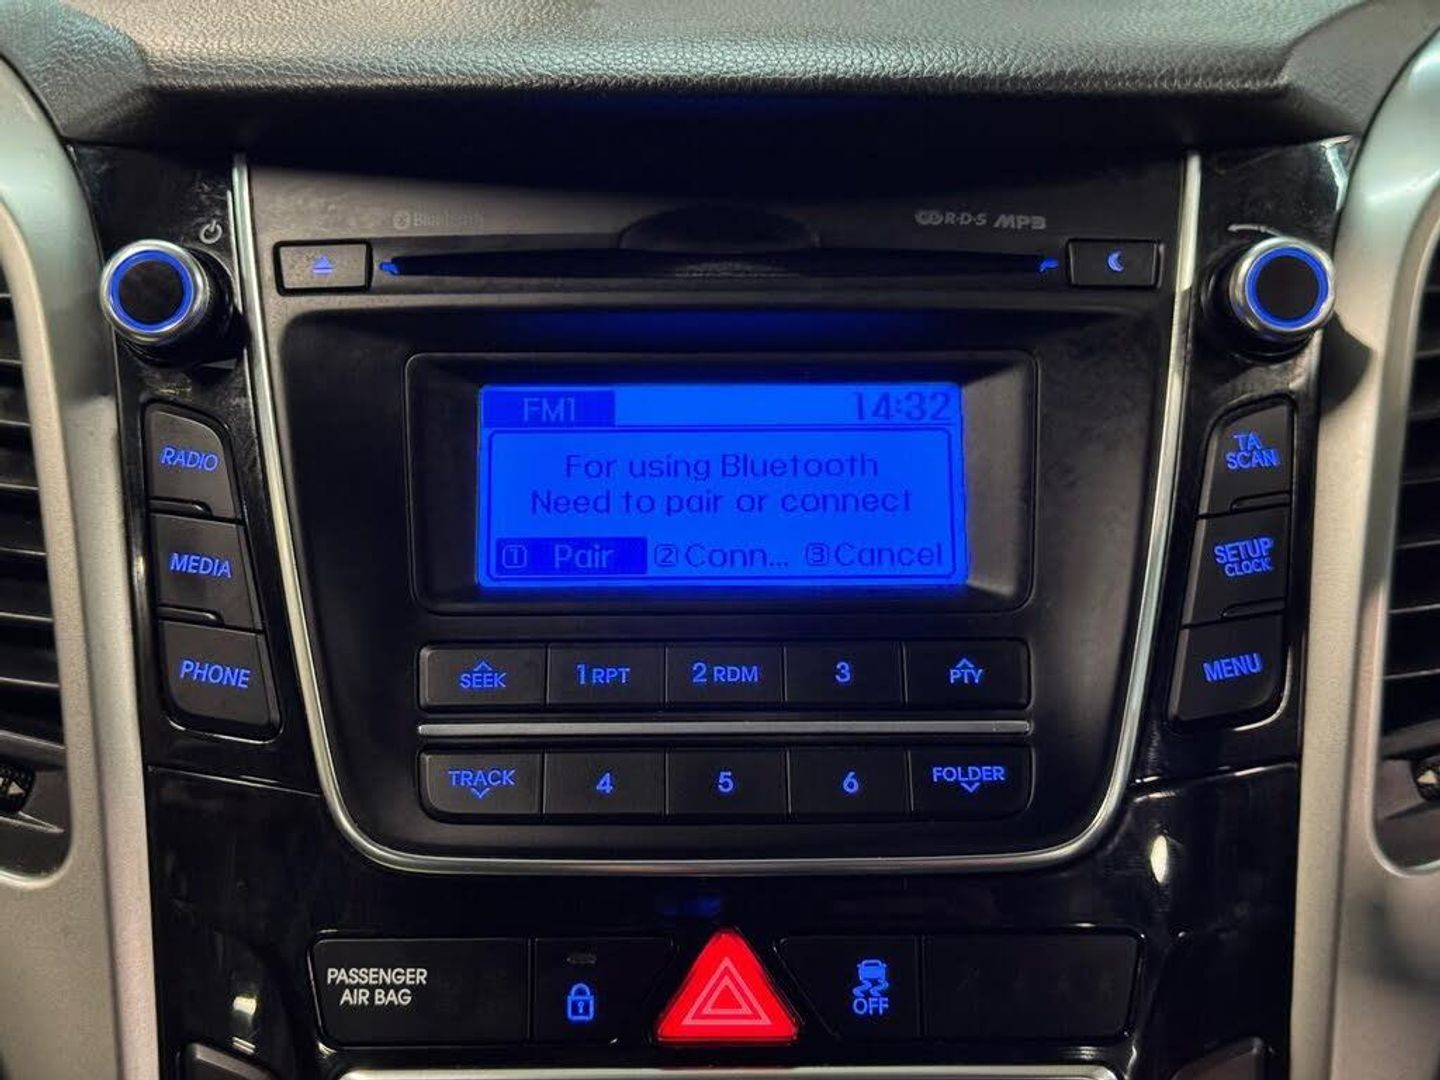 Bluetooth
R·D·S MP3
FM1 14:32
For using Bluetooth
Need to pair or connect
1 Pair 2 Conn... 3 Cancel
RADIO
MEDIA
PHONE
TA
SCAN
SETUP
CLOCK
MENU
SEEK 1 RPT 2 RDM 3 PTY
TRACK 4 5 6 FOLDER
PASSENGER
AIR BAG
OFF